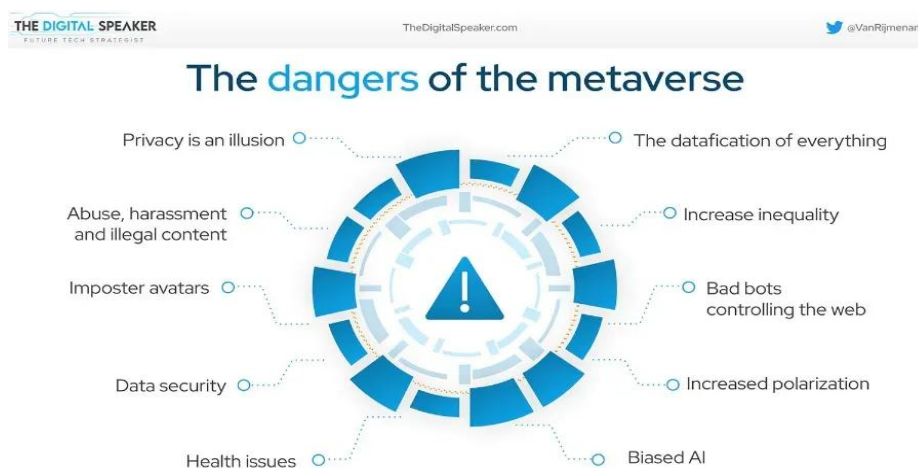 THE DIGITAL SPEAKER
FUTURE TECH STRATEGIST
TheDigitalSpeaker.com
@VanRijmenam
The dangers of the metaverse
Privacy is an illusion
The datafication of everything
Abuse, harassment
and illegal content
Increase inequality
Imposter avatars
Bad bots
controlling the web
Data security
Increased polarization
Health issues
Biased AI